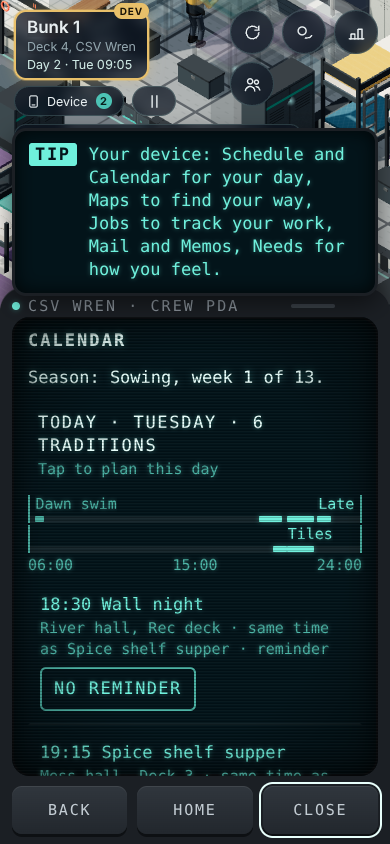 DEV
Bunk 1
Deck 4, CSV Wren
Day 2 · Tue 09:05
Device 2
TIP Your device: Schedule and
Calendar for your day,
Maps to find your way,
Jobs to track your work,
Mail and Memos, Needs for
how you feel.
CSV WREN · CREW PDA
CALENDAR
Season: Sowing, week 1 of 13.
TODAY · TUESDAY · 6
TRADITIONS
Tap to plan this day
Dawn swim Late
Tiles
06:00 15:00 24:00
18:30 Wall night
River hall, Rec deck · same time
as Spice shelf supper · reminder
NO REMINDER
19:15 Spice shelf supper
Mess hall, Deck 3 · same time as
BACK HOME CLOSE